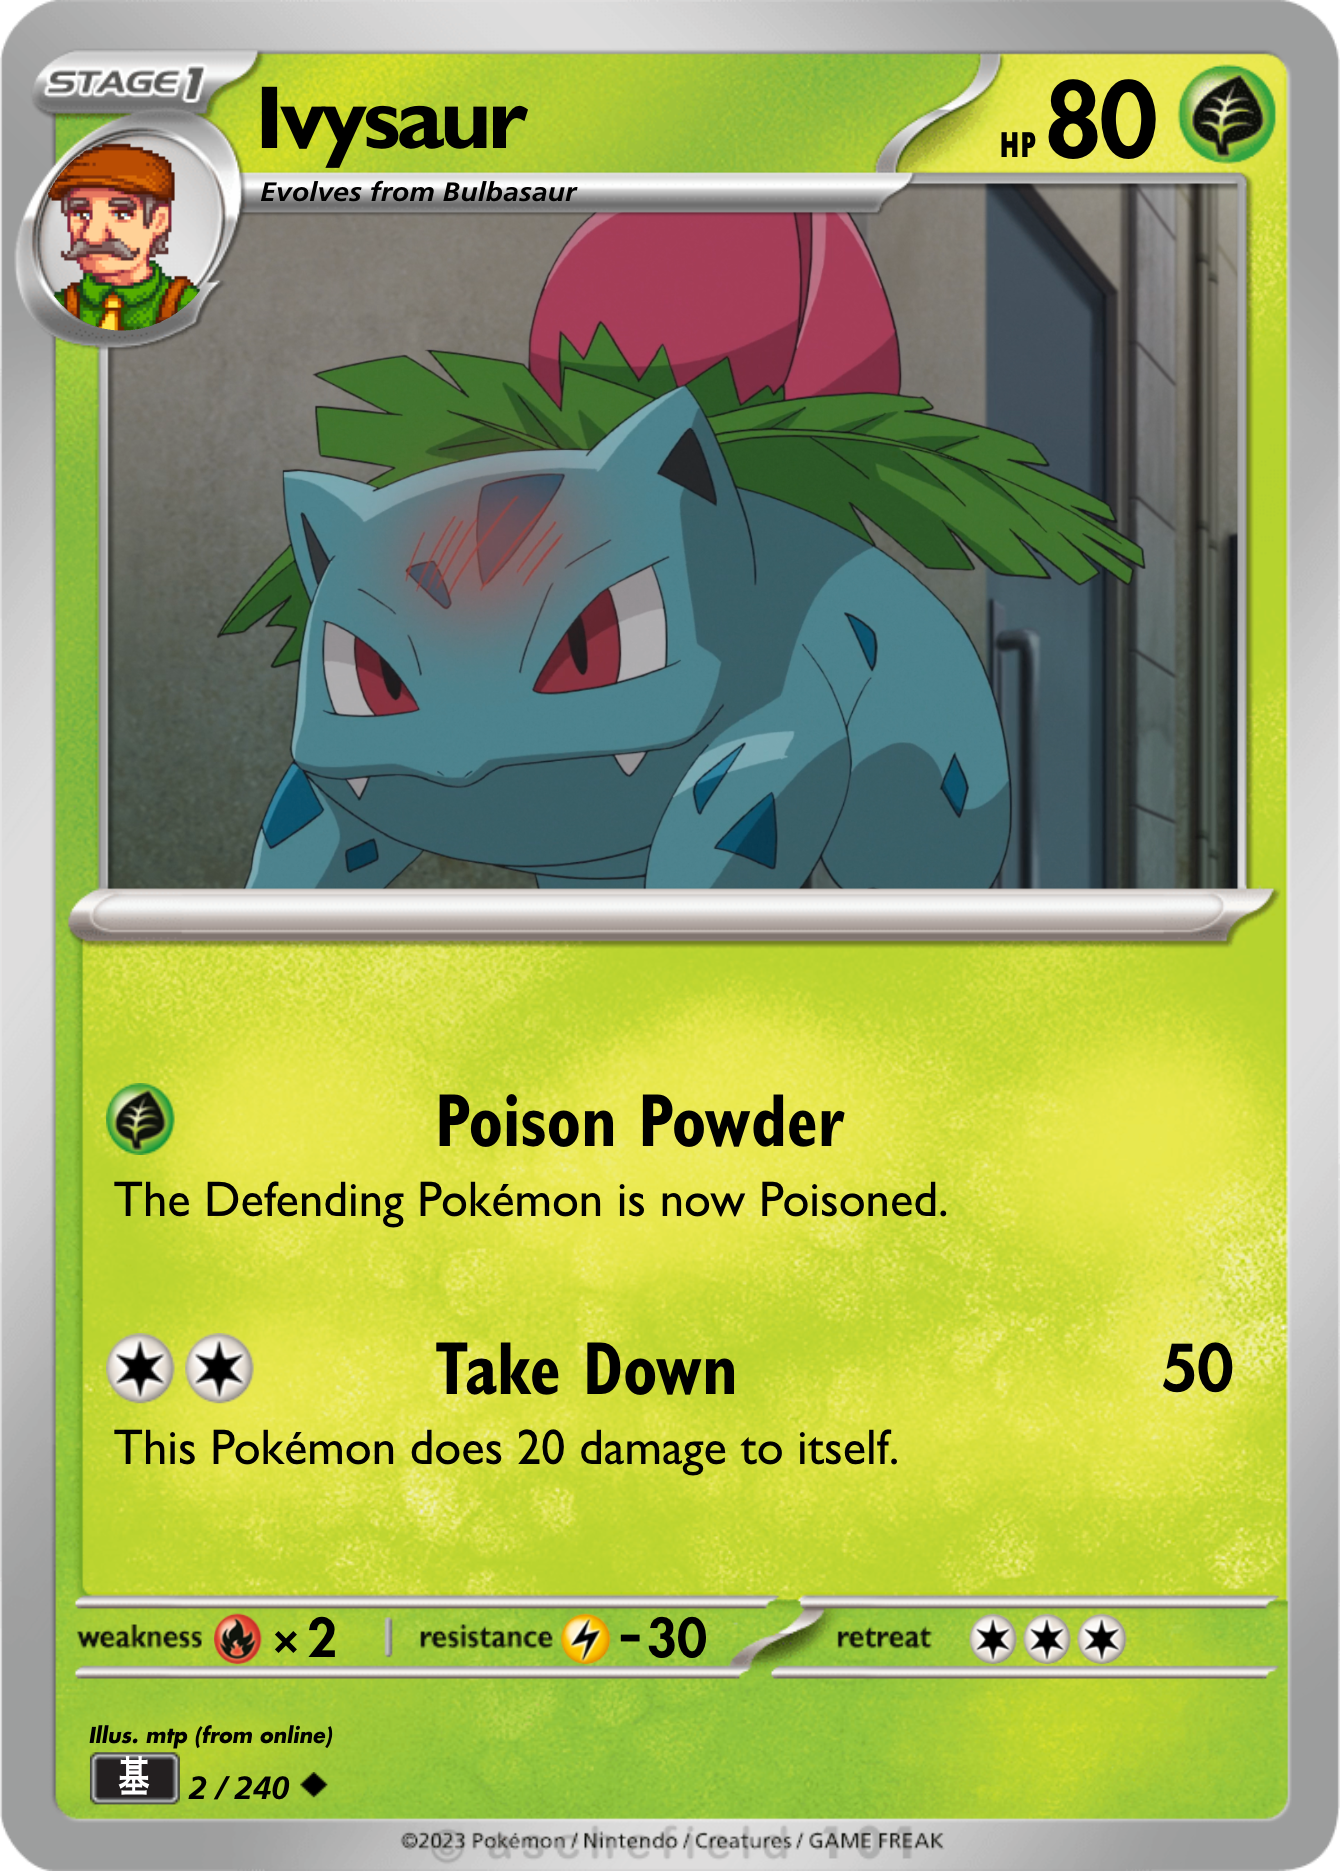 STAGE1
Ivysaur
HP 80
Evolves from Bulbasaur
Poison Powder
The Defending Pokémon is now Poisoned.
Take Down 50
This Pokémon does 20 damage to itself.
weakness ×2 resistance -30 retreat
Illus. mtp (from online)
基 2 / 240
©2023 Pokémon / Nintendo / Creatures / GAME FREAK